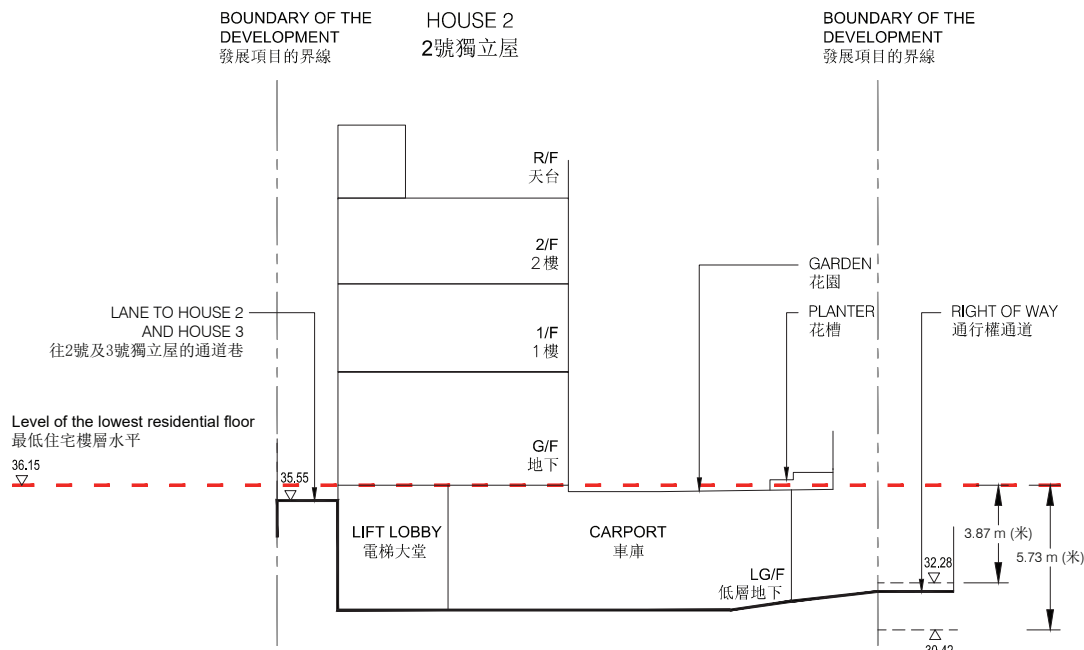 BOUNDARY OF THE
DEVELOPMENT
發展項目的界線
HOUSE 2
2號獨立屋
BOUNDARY OF THE
DEVELOPMENT
發展項目的界線
R/F
天台
2/F
2 樓
GARDEN
花園
LANE TO HOUSE 2
AND HOUSE 3
往2號及3號獨立屋的通道巷
1/F
1 樓
PLANTER
花槽
RIGHT OF WAY
通行權通道
Level of the lowest residential floor
最低住宅樓層水平
36.15
35.55
G/F
地下
LIFT LOBBY
電梯大堂
CARPORT
車庫
LG/F
低層地下
3.87 m (米)
5.73 m (米)
32.28
30.42